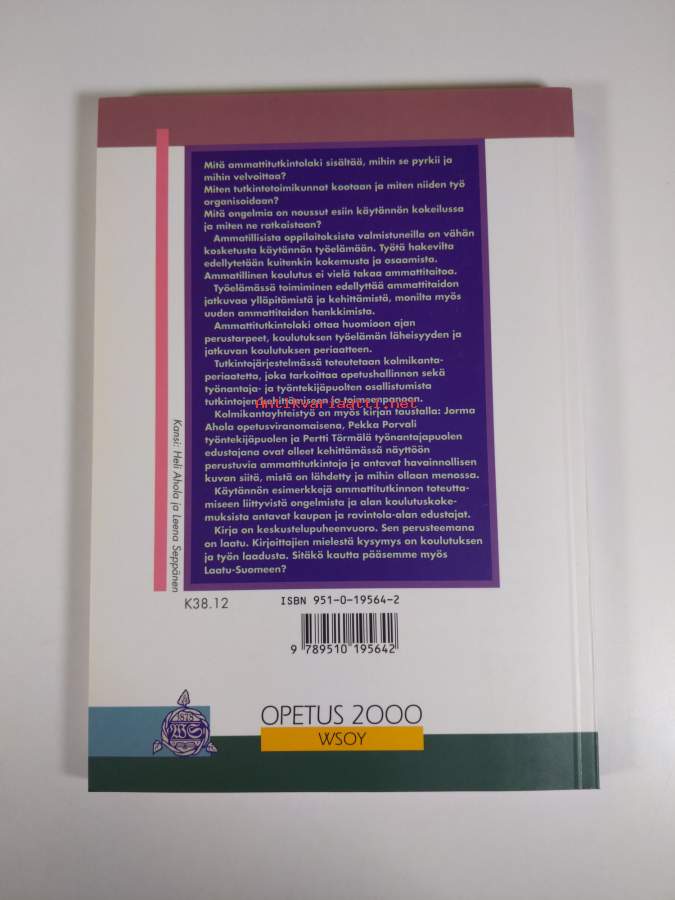 Mitä ammattitutkintolaki sisältää, mihin se pyrkii ja
mihin velvoittaa?
Miten tutkintotoimikunnat kootaan ja miten niiden työ
organisoidaan?
Mitä ongelmia on noussut esiin käytännön kokeilussa
ja miten ne ratkaistaan?
Ammatillisista oppilaitoksista valmistuneilla on vähän
kosketusta käytännön työelämään. Työtä hakevilta
edellytetään kuitenkin kokemusta ja osaamista.
Ammatillinen koulutus ei vielä takaa ammattitaitoa.
Työelämässä toimiminen edellyttää ammattitaidon
jatkuvaa ylläpitämistä ja kehittämistä, monilta myös
uuden ammattitaidon hankkimista.
Ammattitutkintolaki ottaa huomioon ajan
perustarpeet, koulutuksen työelämän läheisyyden ja
jatkuvan koulutuksen periaatteen.
Tutkintojärjestelmässä toteutetaan kolmikanta-
periaatetta, joka tarkoittaa opetushallinnon sekä
työnantaja- ja työntekijäpuolten osallistumista
tutkintojen kehittämiseen ja toimeenpanoon.
Antikvariaatti.net
Kolmikantayhteistyö on myös kirjan taustalla: Jorma
Ahola opetusviranomaisena, Pekka Porvali
työntekijäpuolen ja Pertti Törmälä työnantajapuolen
edustajana ovat olleet kehittämässä näyttöön
perustuvia ammattitutkintoja ja antavat havainnollisen
kuvan siitä, mistä on lähdetty ja mihin ollaan menossa.
Käytännön esimerkkejä ammattitutkinnon toteutta-
miseen liittyvistä ongelmista ja alan koulutuskoke-
muksista antavat kaupan ja ravintola-alan edustajat.
Kirja on keskustelupuheenvuoro. Sen perusteemana
on laatu. Kirjoittajien mielestä kysymys on koulutuksen
ja työn laadusta. Sitäkö kautta pääsemme myös
Laatu-Suomeen?
Kansi: Heli Ahola ja Leena Seppänen
K38.12
ISBN 951-0-19564-2
9 789510 195642
1878
WS
OPETUS 2000
WSOY